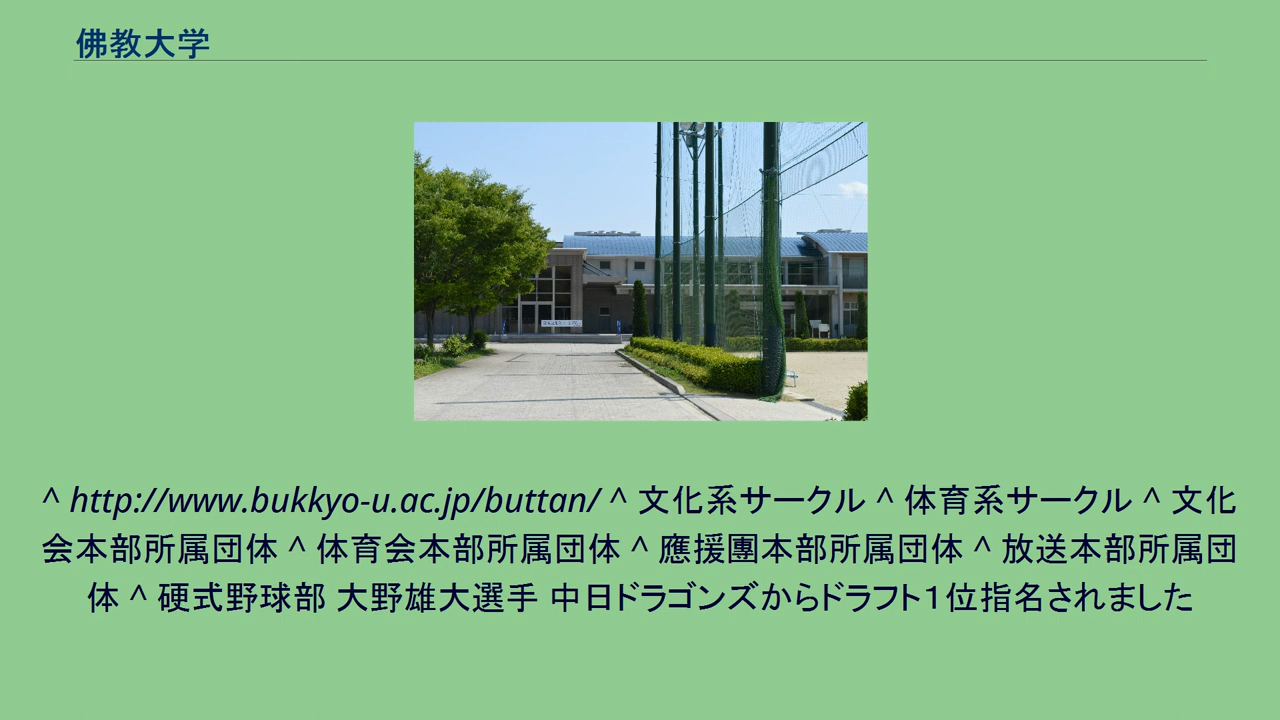 佛教大学
^ http://www.bukkyo-u.ac.jp/buttan/ ^ 文化系サークル ^ 体育系サークル ^ 文化
会本部所属団体 ^ 体育会本部所属団体 ^ 應援團本部所属団体 ^ 放送本部所属団
体 ^ 硬式野球部 大野雄大選手 中日ドラゴンズからドラフト１位指名されました